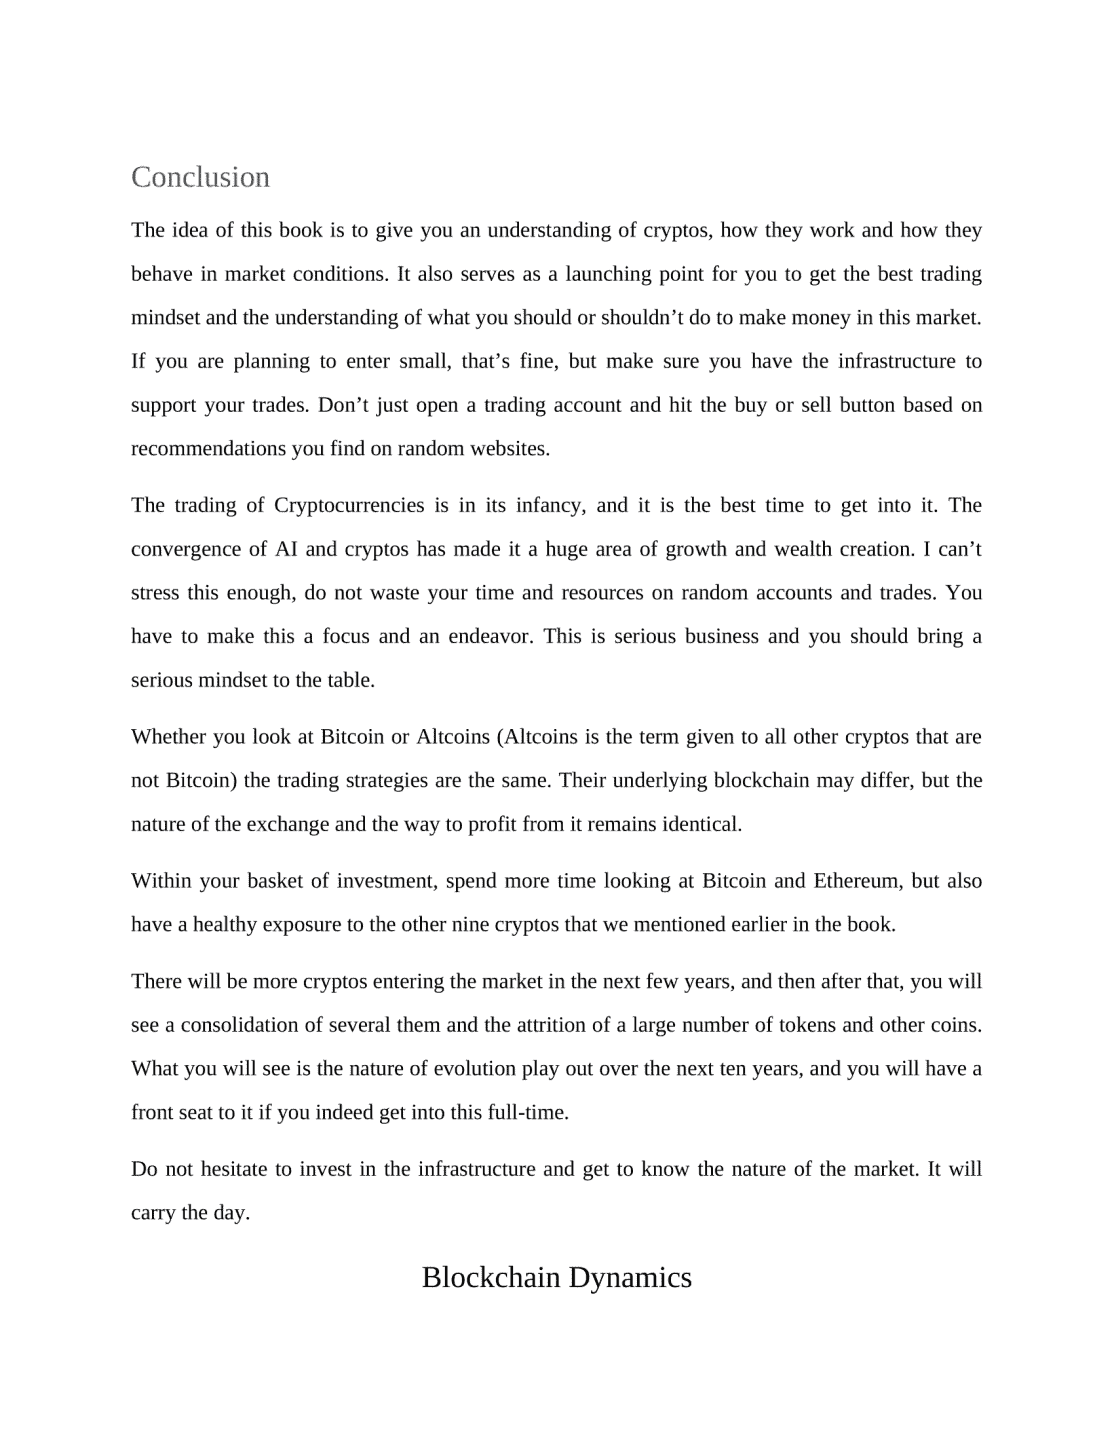 Conclusion
The idea of this book is to give you an understanding of cryptos, how they work and how they
behave in market conditions. It also serves as a launching point for you to get the best trading
mindset and the understanding of what you should or shouldn’t do to make money in this market.
If you are planning to enter small, that’s fine, but make sure you have the infrastructure to
support your trades. Don’t just open a trading account and hit the buy or sell button based on
recommendations you find on random websites.
The trading of Cryptocurrencies is in its infancy, and it is the best time to get into it. The
convergence of AI and cryptos has made it a huge area of growth and wealth creation. I can’t
stress this enough, do not waste your time and resources on random accounts and trades. You
have to make this a focus and an endeavor. This is serious business and you should bring a
serious mindset to the table.
Whether you look at Bitcoin or Altcoins (Altcoins is the term given to all other cryptos that are
not Bitcoin) the trading strategies are the same. Their underlying blockchain may differ, but the
nature of the exchange and the way to profit from it remains identical.
Within your basket of investment, spend more time looking at Bitcoin and Ethereum, but also
have a healthy exposure to the other nine cryptos that we mentioned earlier in the book.
There will be more cryptos entering the market in the next few years, and then after that, you will
see a consolidation of several them and the attrition of a large number of tokens and other coins.
What you will see is the nature of evolution play out over the next ten years, and you will have a
front seat to it if you indeed get into this full-time.
Do not hesitate to invest in the infrastructure and get to know the nature of the market. It will
carry the day.
Blockchain Dynamics